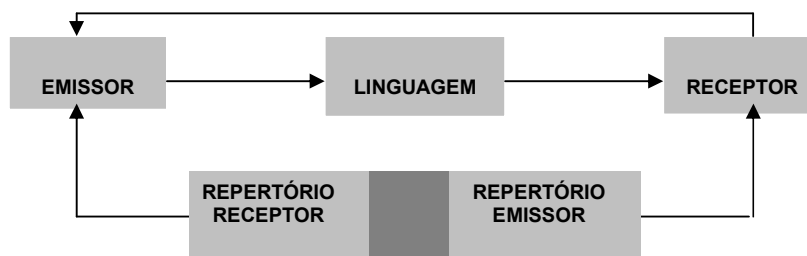 EMISSOR
LINGUAGEM
RECEPTOR
REPERTÓRIO
RECEPTOR
REPERTÓRIO
EMISSOR